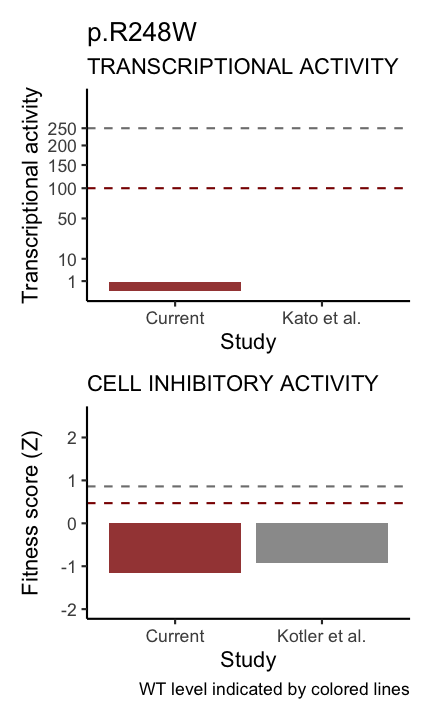 p.R248W
TRANSCRIPTIONAL ACTIVITY
Transcriptional activity
250
200
150
100
50
10
1
Current
Kato et al.
Study
CELL INHIBITORY ACTIVITY
Fitness score (Z)
2
1
0
-1
-2
Current
Kotler et al.
Study
WT level indicated by colored lines